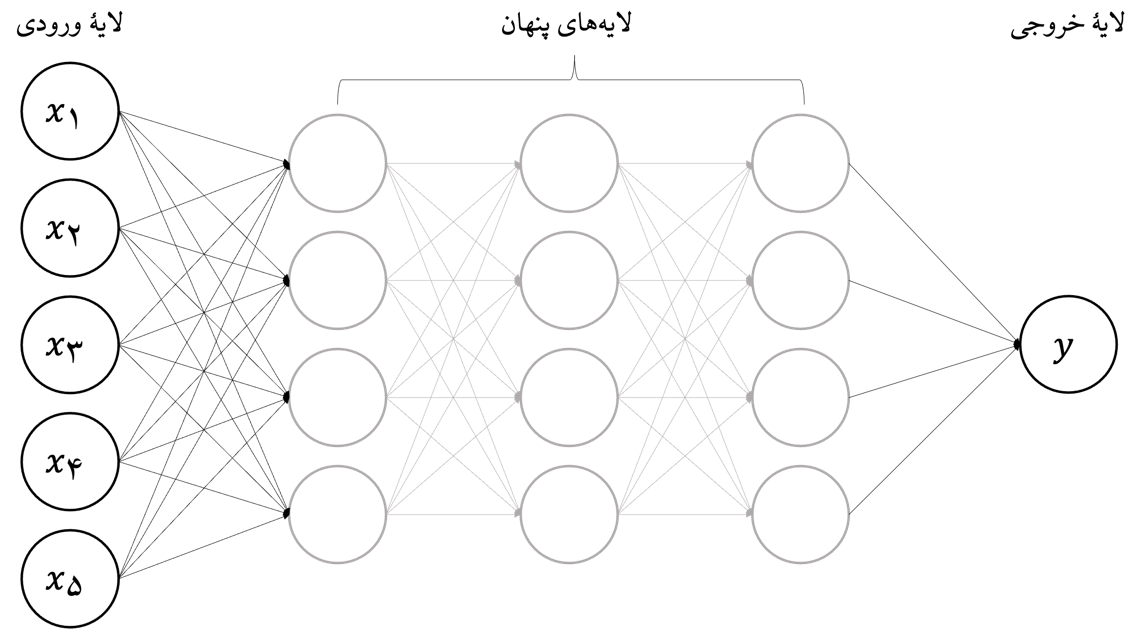 لایهٔ ورودی
لایه‌های پنهان
لایهٔ خروجی
x۱
x۲
x۳
x۴
x۵
y